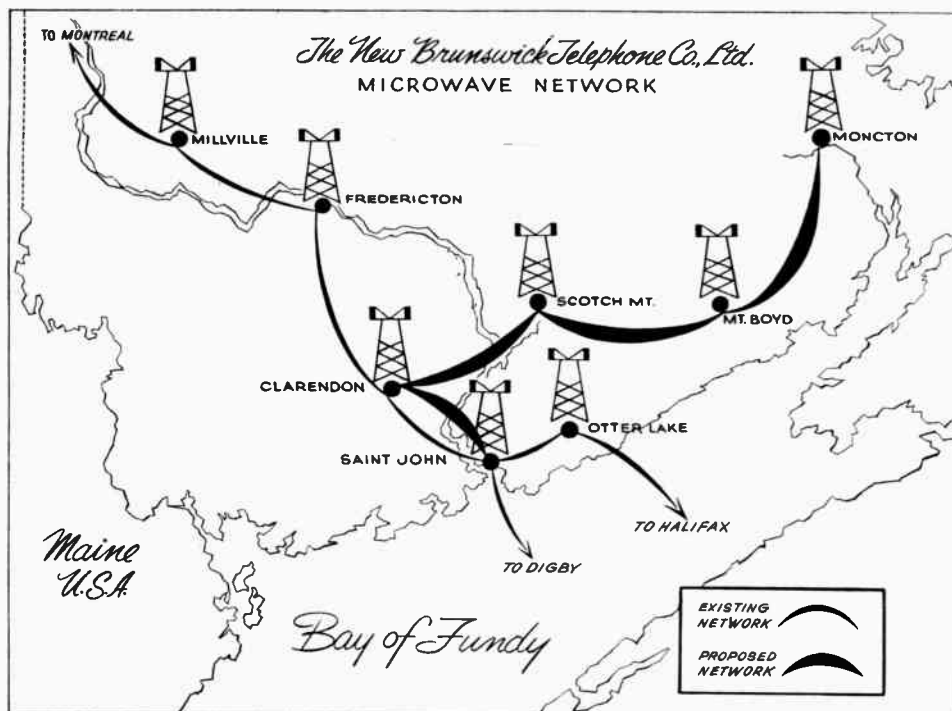 TO MONTREAL
The New Brunswick Telephone Co., Ltd.
MICROWAVE NETWORK
MILLVILLE
MONCTON
FREDERICTON
SCOTCH MT.
MT. BOYD
CLARENDON
OTTER LAKE
SAINT JOHN
TO HALIFAX
TO DIGBY
Maine
U.S.A.
Bay of Fundy
EXISTING
NETWORK
PROPOSED
NETWORK